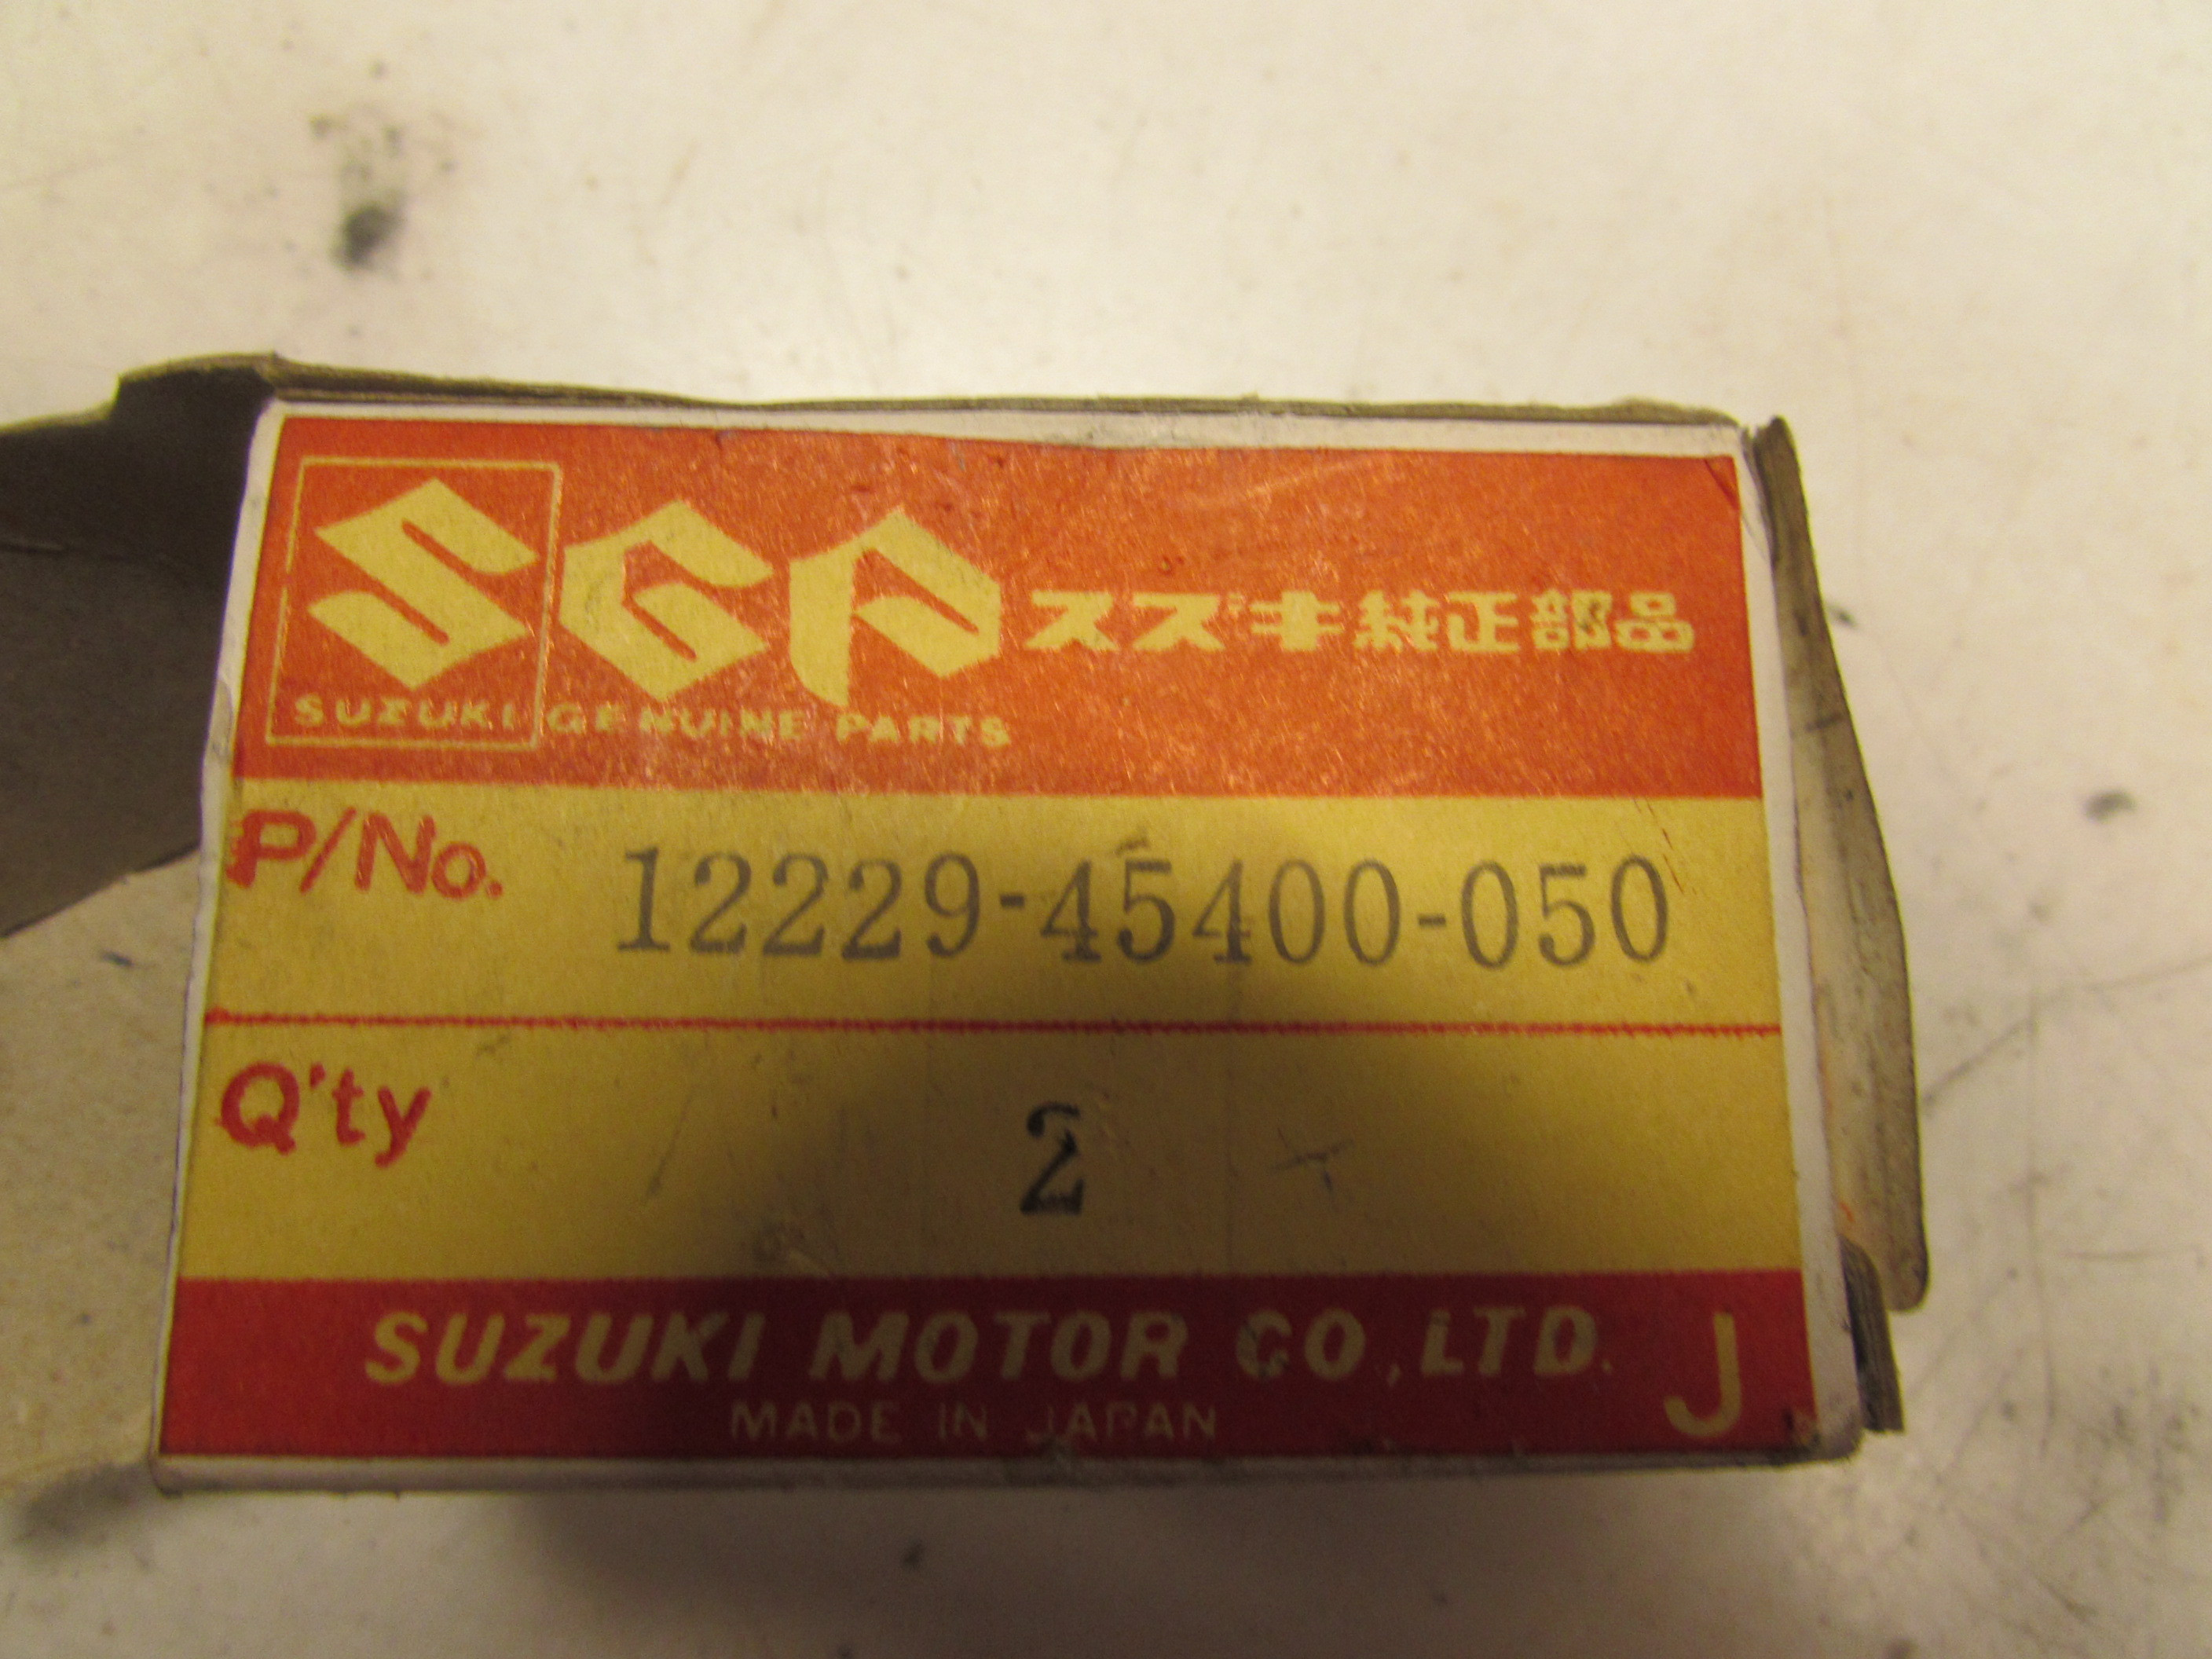 SGP スズキ純正部品
SUZUKI GENUINE PARTS
P/No. 12229-45400-050
Q'ty 2
SUZUKI MOTOR CO., LTD. J
MADE IN JAPAN